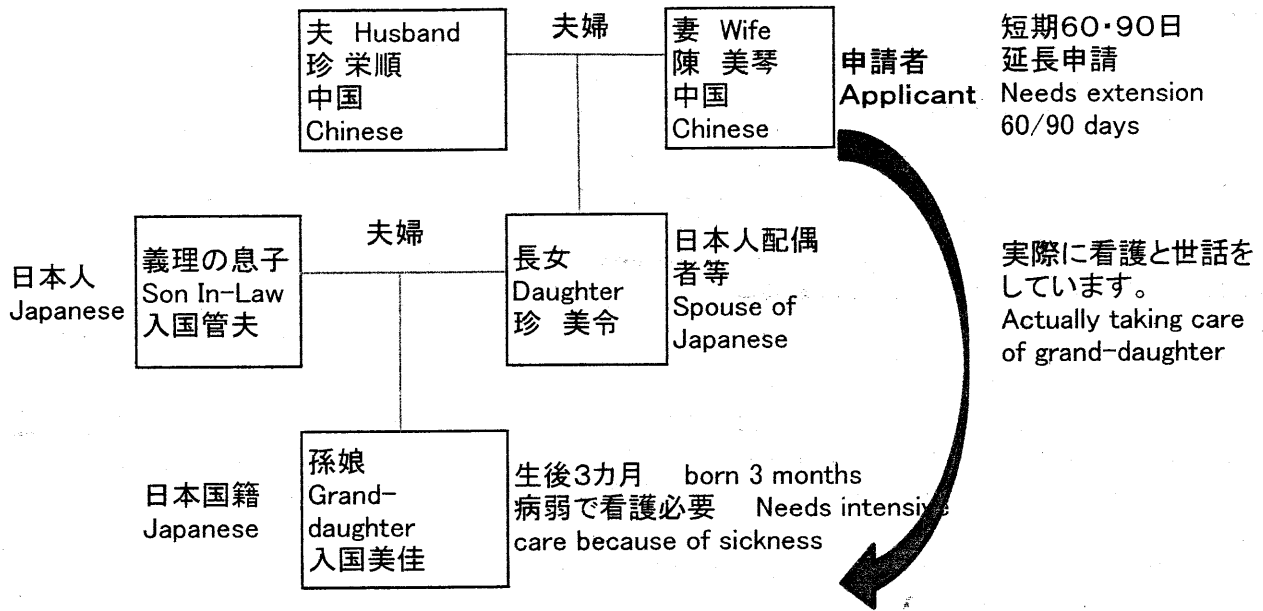 夫 Husband
珍 栄順
中国
Chinese
夫婦
妻 Wife
陳 美琴
中国
Chinese
申請者
Applicant
短期60・90日
延長申請
Needs extension
60/90 days
日本人
Japanese
義理の息子
Son In-Law
入国管夫
夫婦
長女
Daughter
珍 美令
日本人配偶
者等
Spouse of
Japanese
実際に看護と世話を
しています。
Actually taking care
of grand-daughter
日本国籍
Japanese
孫娘
Grand-
daughter
入国美佳
生後3カ月 born 3 months
病弱で看護必要 Needs intensive
care because of sickness